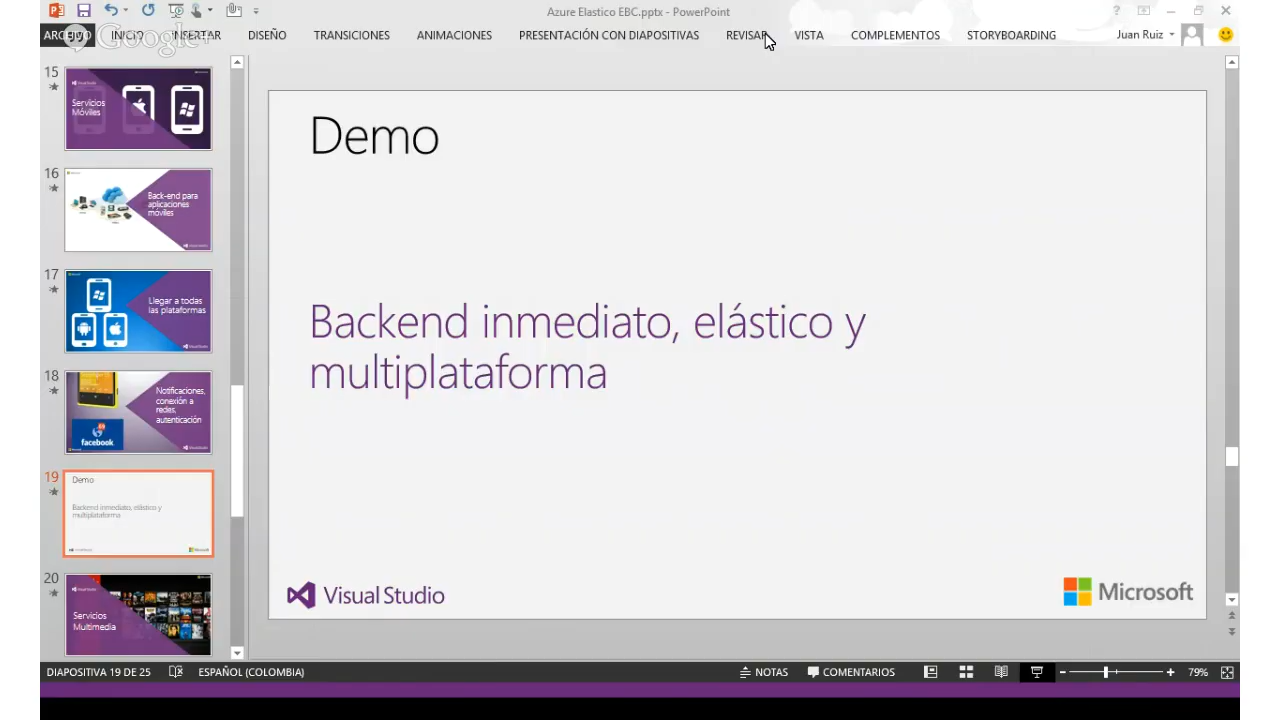 Azure Elastico EBC.pptx - PowerPoint
?
ARCHIVO INICIO INSERTAR DISEÑO TRANSICIONES ANIMACIONES PRESENTACIÓN CON DIAPOSITIVAS REVISAR VISTA COMPLEMENTOS STORYBOARDING Juan Ruiz
Google+
15
Servicios
Móviles
16
Back-end para
aplicaciones
móviles
17
Llegar a todas
las plataformas
18
Notificaciones,
conexión a
redes,
autenticación
facebook
19
Demo
Backend inmediato, elástico y
multiplataforma
20
Servicios
Multimedia
Demo
Backend inmediato, elástico y
multiplataforma
Visual Studio
Microsoft
DIAPOSITIVA 19 DE 25 ESPAÑOL (COLOMBIA) NOTAS COMENTARIOS 79%